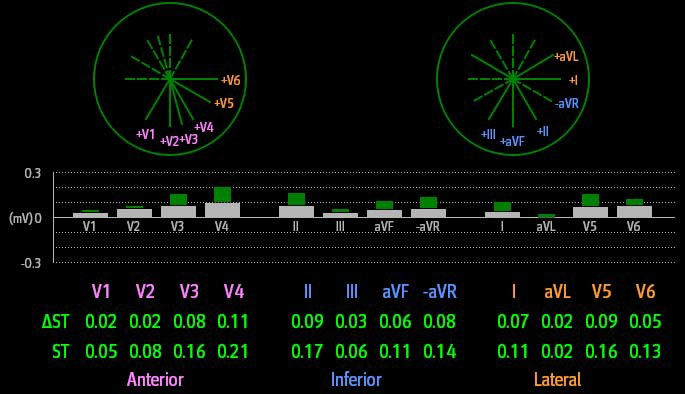 +V6
+V5
+V4
+V3
+V2
+V1
+aVL
+I
-aVR
+II
+aVF
+III
0.3
(mV) 0
-0.3
V1 V2 V3 V4 II III aVF -aVR I aVL V5 V6
V1 V2 V3 V4 II III aVF -aVR I aVL V5 V6
ΔST 0.02 0.02 0.08 0.11 0.09 0.03 0.06 0.08 0.07 0.02 0.09 0.05
ST 0.05 0.08 0.16 0.21 0.17 0.06 0.11 0.14 0.11 0.02 0.16 0.13
Anterior Inferior Lateral